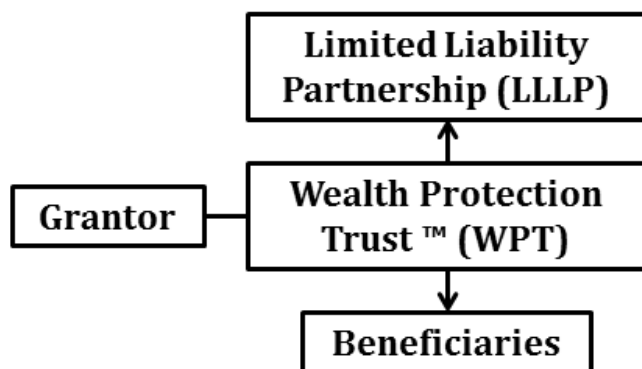 Limited Liability
Partnership (LLLP)
Grantor
Wealth Protection
Trust ™ (WPT)
Beneficiaries